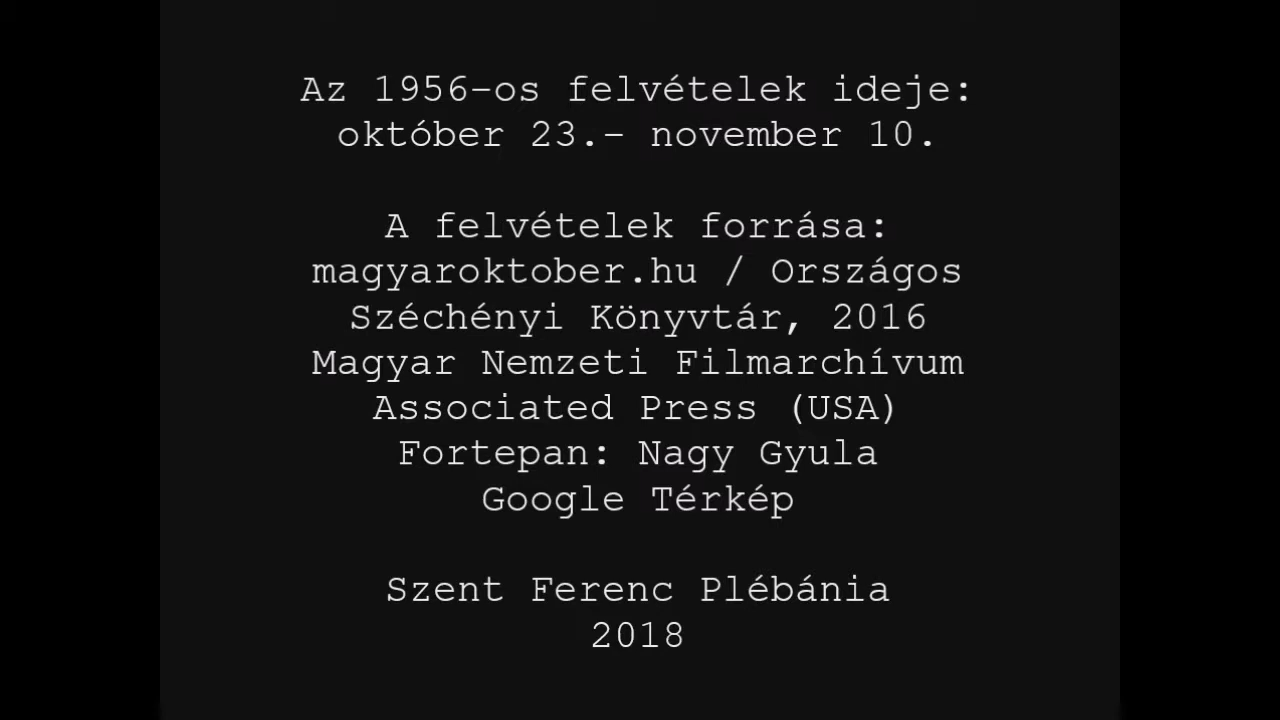 Az 1956-os felvételek ideje:
október 23.- november 10.
A felvételek forrása:
magyaroktober.hu / Országos
Széchényi Könyvtár, 2016
Magyar Nemzeti Filmarchívum
Associated Press (USA)
Fortepan: Nagy Gyula
Google Térkép
Szent Ferenc Plébánia
2018